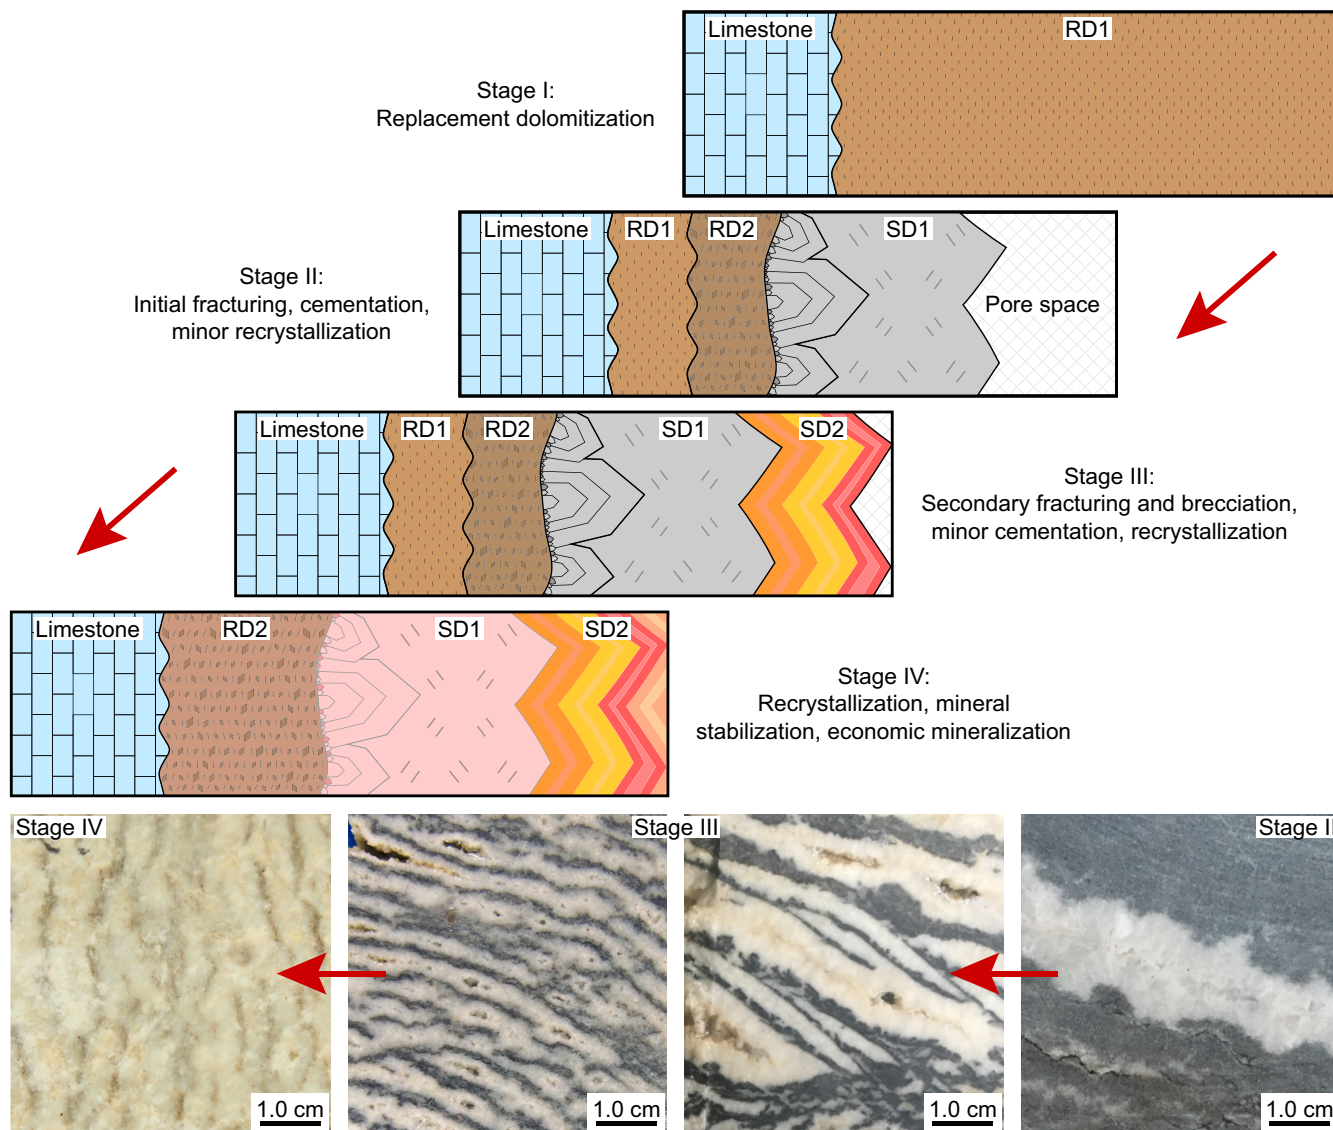 Limestone
RD1
Stage I:
Replacement dolomitization
Limestone
RD1
RD2
SD1
Pore space
Stage II:
Initial fracturing, cementation,
minor recrystallization
Limestone
RD1
RD2
SD1
SD2
Stage III:
Secondary fracturing and brecciation,
minor cementation, recrystallization
Limestone
RD2
SD1
SD2
Stage IV:
Recrystallization, mineral
stabilization, economic mineralization
Stage IV
Stage III
Stage II
1.0 cm
1.0 cm
1.0 cm
1.0 cm